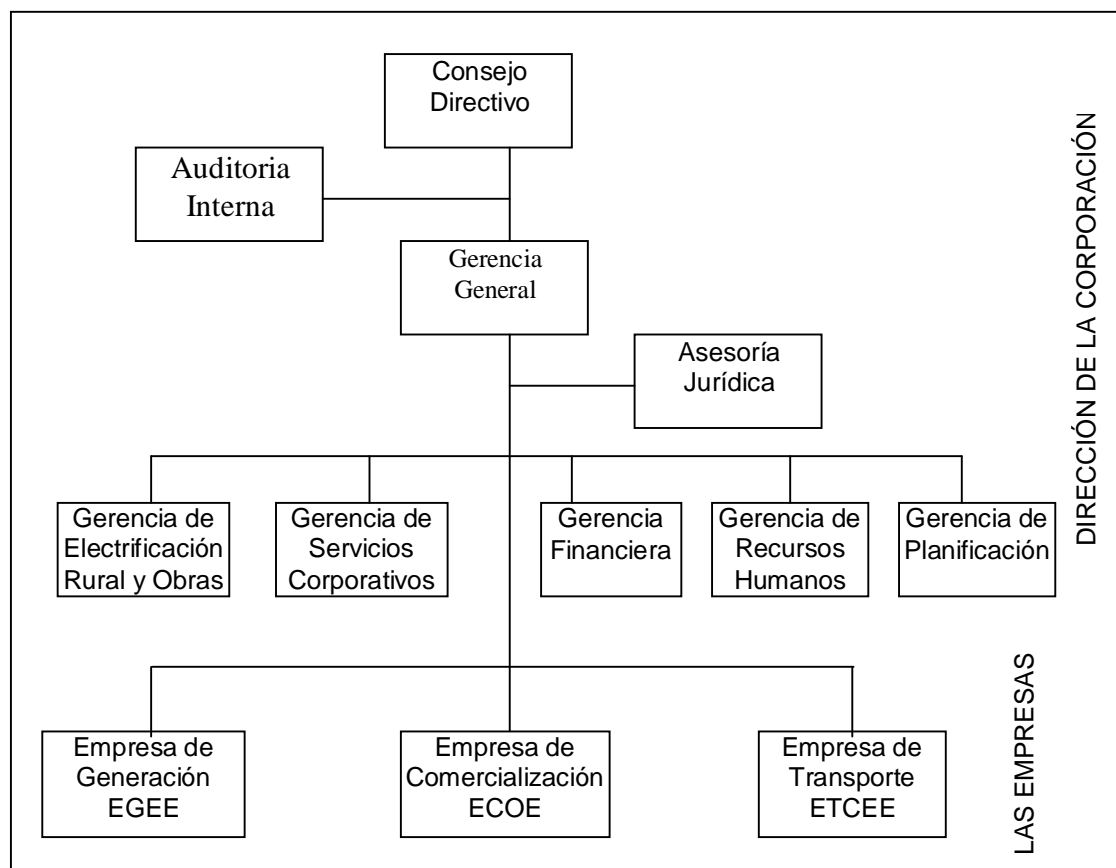 Consejo
Directivo
Auditoria
Interna
Gerencia
General
Asesoría
Jurídica
Gerencia de
Electrificación
Rural y Obras
Gerencia de
Servicios
Corporativos
Gerencia
Financiera
Gerencia de
Recursos
Humanos
Gerencia de
Planificación
DIRECCIÓN DE LA CORPORACIÓN
Empresa de
Generación
EGEE
Empresa de
Comercialización
ECOE
Empresa de
Transporte
ETCEE
LAS EMPRESAS